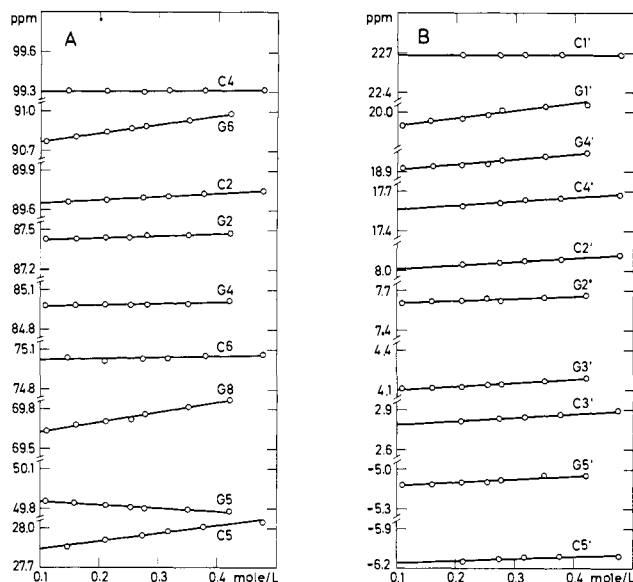 ppm
A
99.6
99.3
C4
91.0
G6
90.7
89.9
C2
89.6
87.5
G2
87.2
85.1
G4
84.8
75.1
C6
74.8
G8
69.8
69.5
50.1
G5
49.8
28.0
C5
27.7
0.1 0.2 0.3 0.4 mole/L
ppm
B
C1'
22.7
22.4
G1'
20.0
G4'
18.9
17.7
C4'
17.4
C2'
8.0
7.7
G2'
7.4
4.4
G3'
4.1
2.9
C3'
2.6
-5.0
G5'
-5.3
-5.9
C5'
-6.2
0.1 0.2 0.3 0.4 mole/L